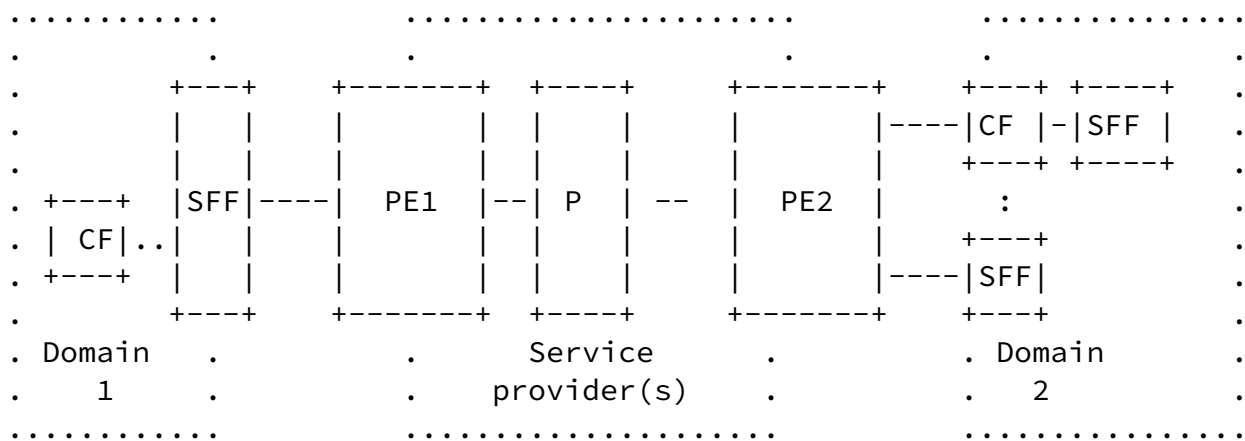 CF SFF
SFF PE1 P PE2 :
CF
SFF
Domain Service Domain
1 provider(s) 2